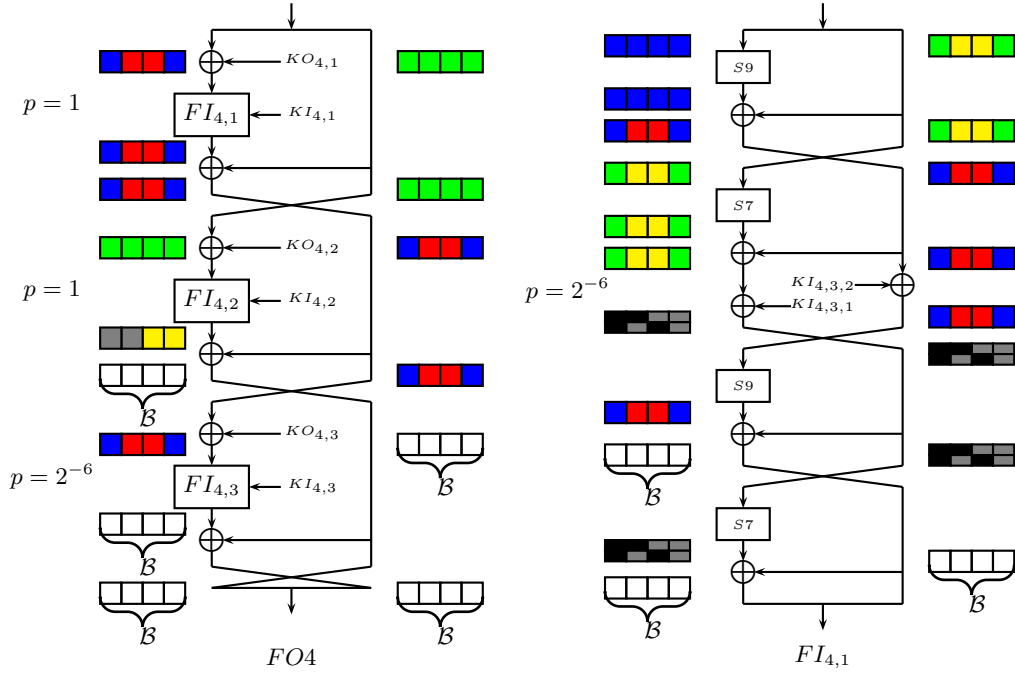 KO4,1
p = 1
FI4,1
KI4,1
KO4,2
p = 1
FI4,2
KI4,2
B
KO4,3
p = 2^-6
FI4,3
KI4,3
B
B
B
B
FO4
S9
S7
p = 2^-6
KI4,3,2
KI4,3,1
S9
B
S7
B
B
FI4,1